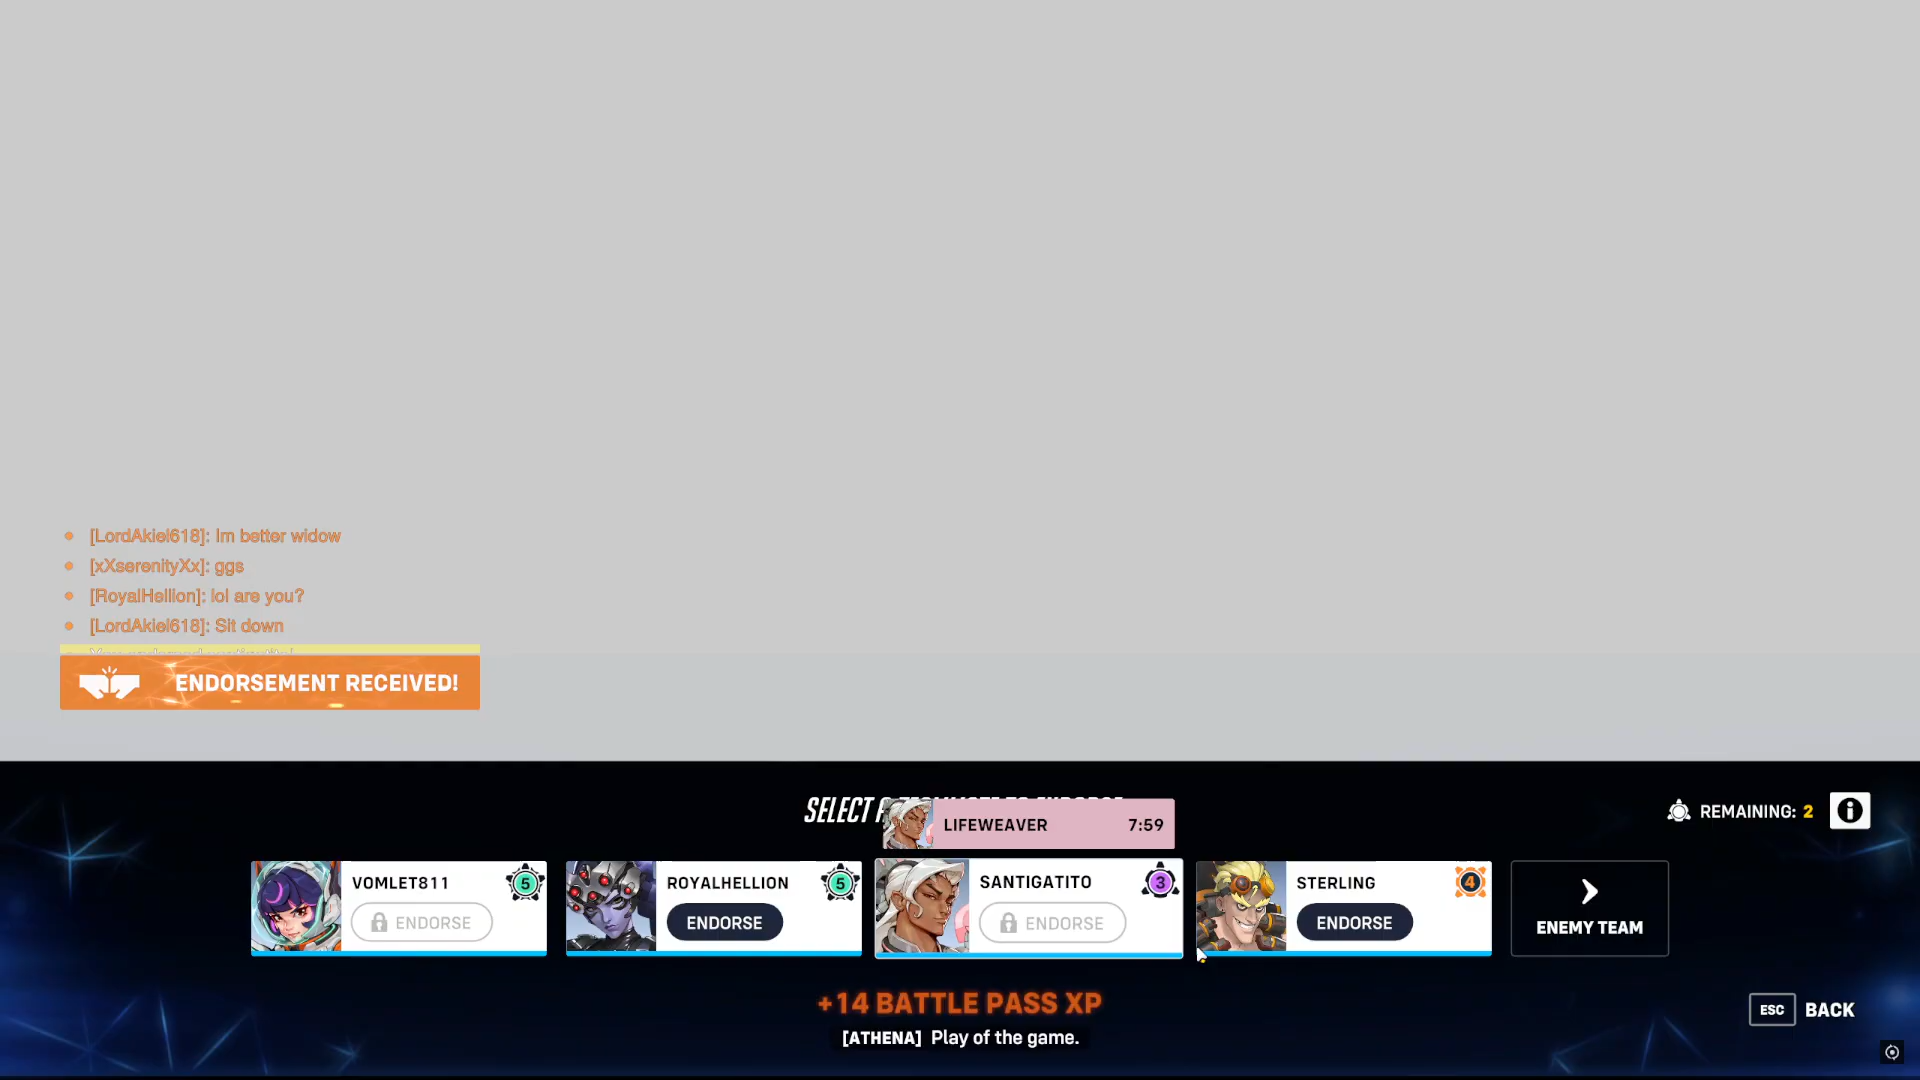 [LordAkiel618]: Im better widow
[xXserenityXx]: ggs
[RoyalHellion]: lol are you?
[LordAkiel618]: Sit down
ENDORSEMENT RECEIVED!
SELECT
REMAINING: 2
LIFEWEAVER 7:59
VOMLET811 5
ENDORSE
ROYALHELLION 5
ENDORSE
SANTIGATITO 3
ENDORSE
STERLING 4
ENDORSE
ENEMY TEAM
+14 BATTLE PASS XP
[ATHENA] Play of the game.
ESC BACK